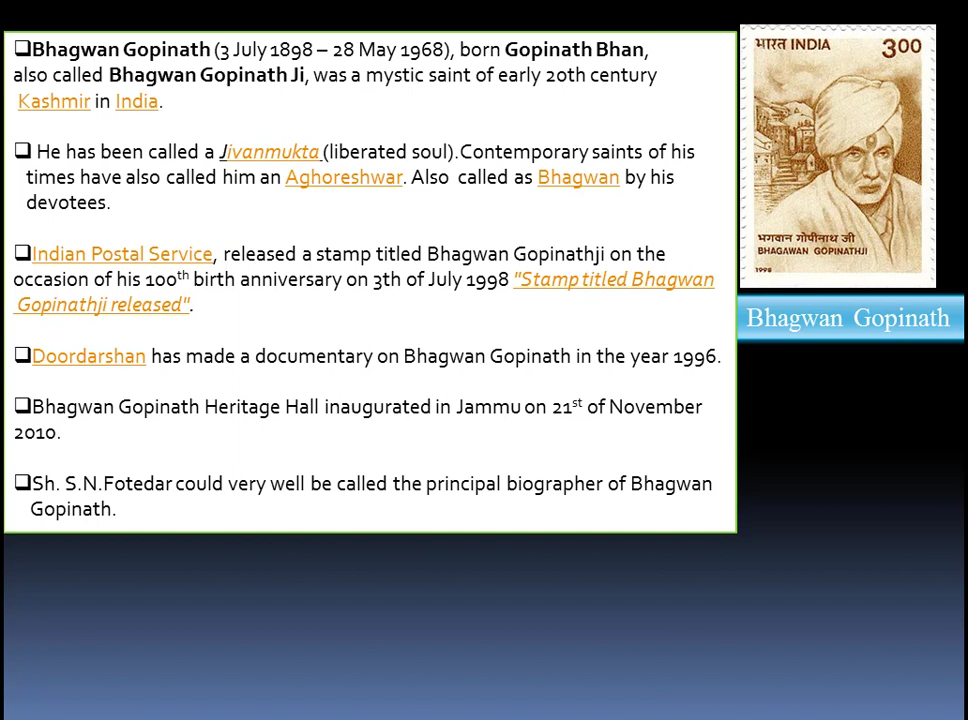 ❑Bhagwan Gopinath (3 July 1898 – 28 May 1968), born Gopinath Bhan,
also called Bhagwan Gopinath Ji, was a mystic saint of early 20th century
Kashmir in India.
❑ He has been called a Jivanmukta (liberated soul).Contemporary saints of his
times have also called him an Aghoreshwar. Also called as Bhagwan by his
devotees.
❑Indian Postal Service, released a stamp titled Bhagwan Gopinathji on the
occasion of his 100th birth anniversary on 3th of July 1998 "Stamp titled Bhagwan
Gopinathji released".
❑Doordarshan has made a documentary on Bhagwan Gopinath in the year 1996.
❑Bhagwan Gopinath Heritage Hall inaugurated in Jammu on 21st of November
2010.
❑Sh. S.N.Fotedar could very well be called the principal biographer of Bhagwan
Gopinath.
भारत INDIA 3.00
भगवान गोपीनाथ जी
BHAGAWAN GOPINATHJI
1998
Bhagwan Gopinath